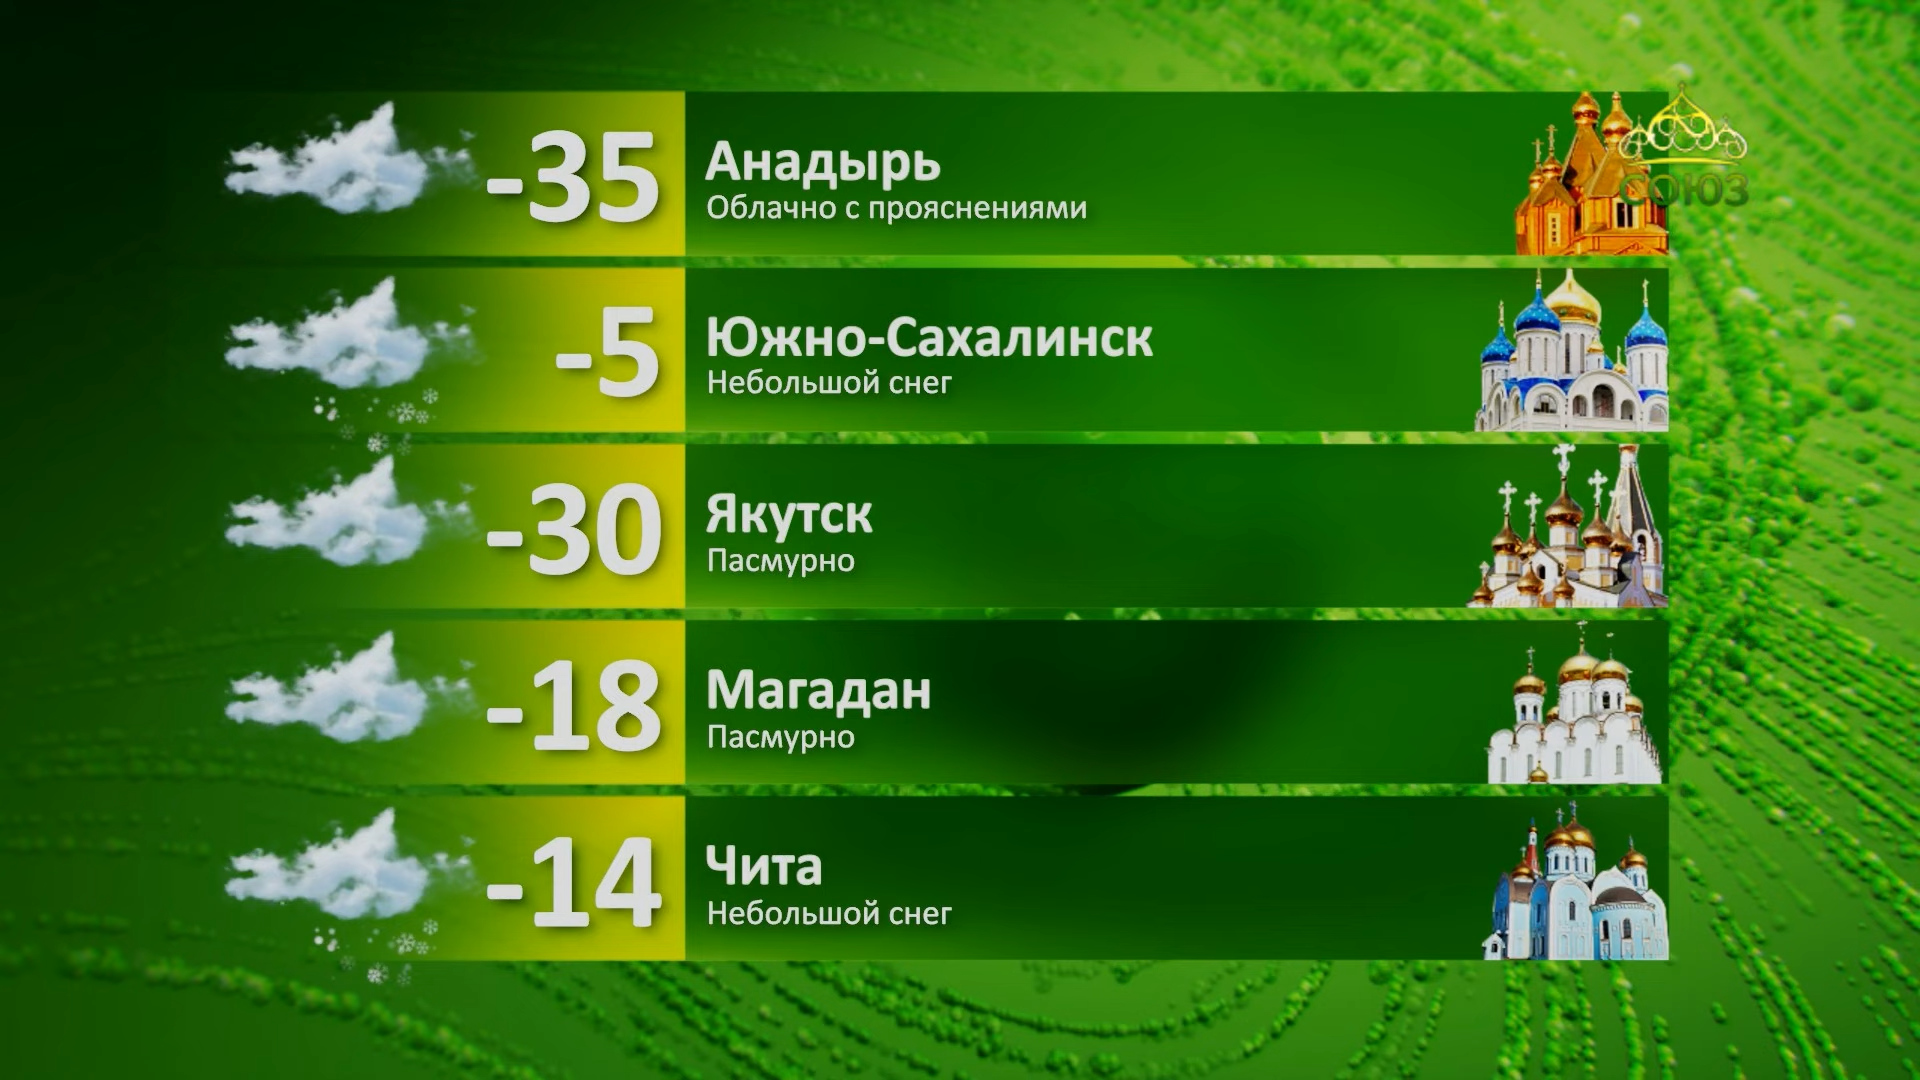 -35
Анадырь
Облачно с прояснениями
СОЮЗ
-5
Южно-Сахалинск
Небольшой снег
-30
Якутск
Пасмурно
-18
Магадан
Пасмурно
-14
Чита
Небольшой снег